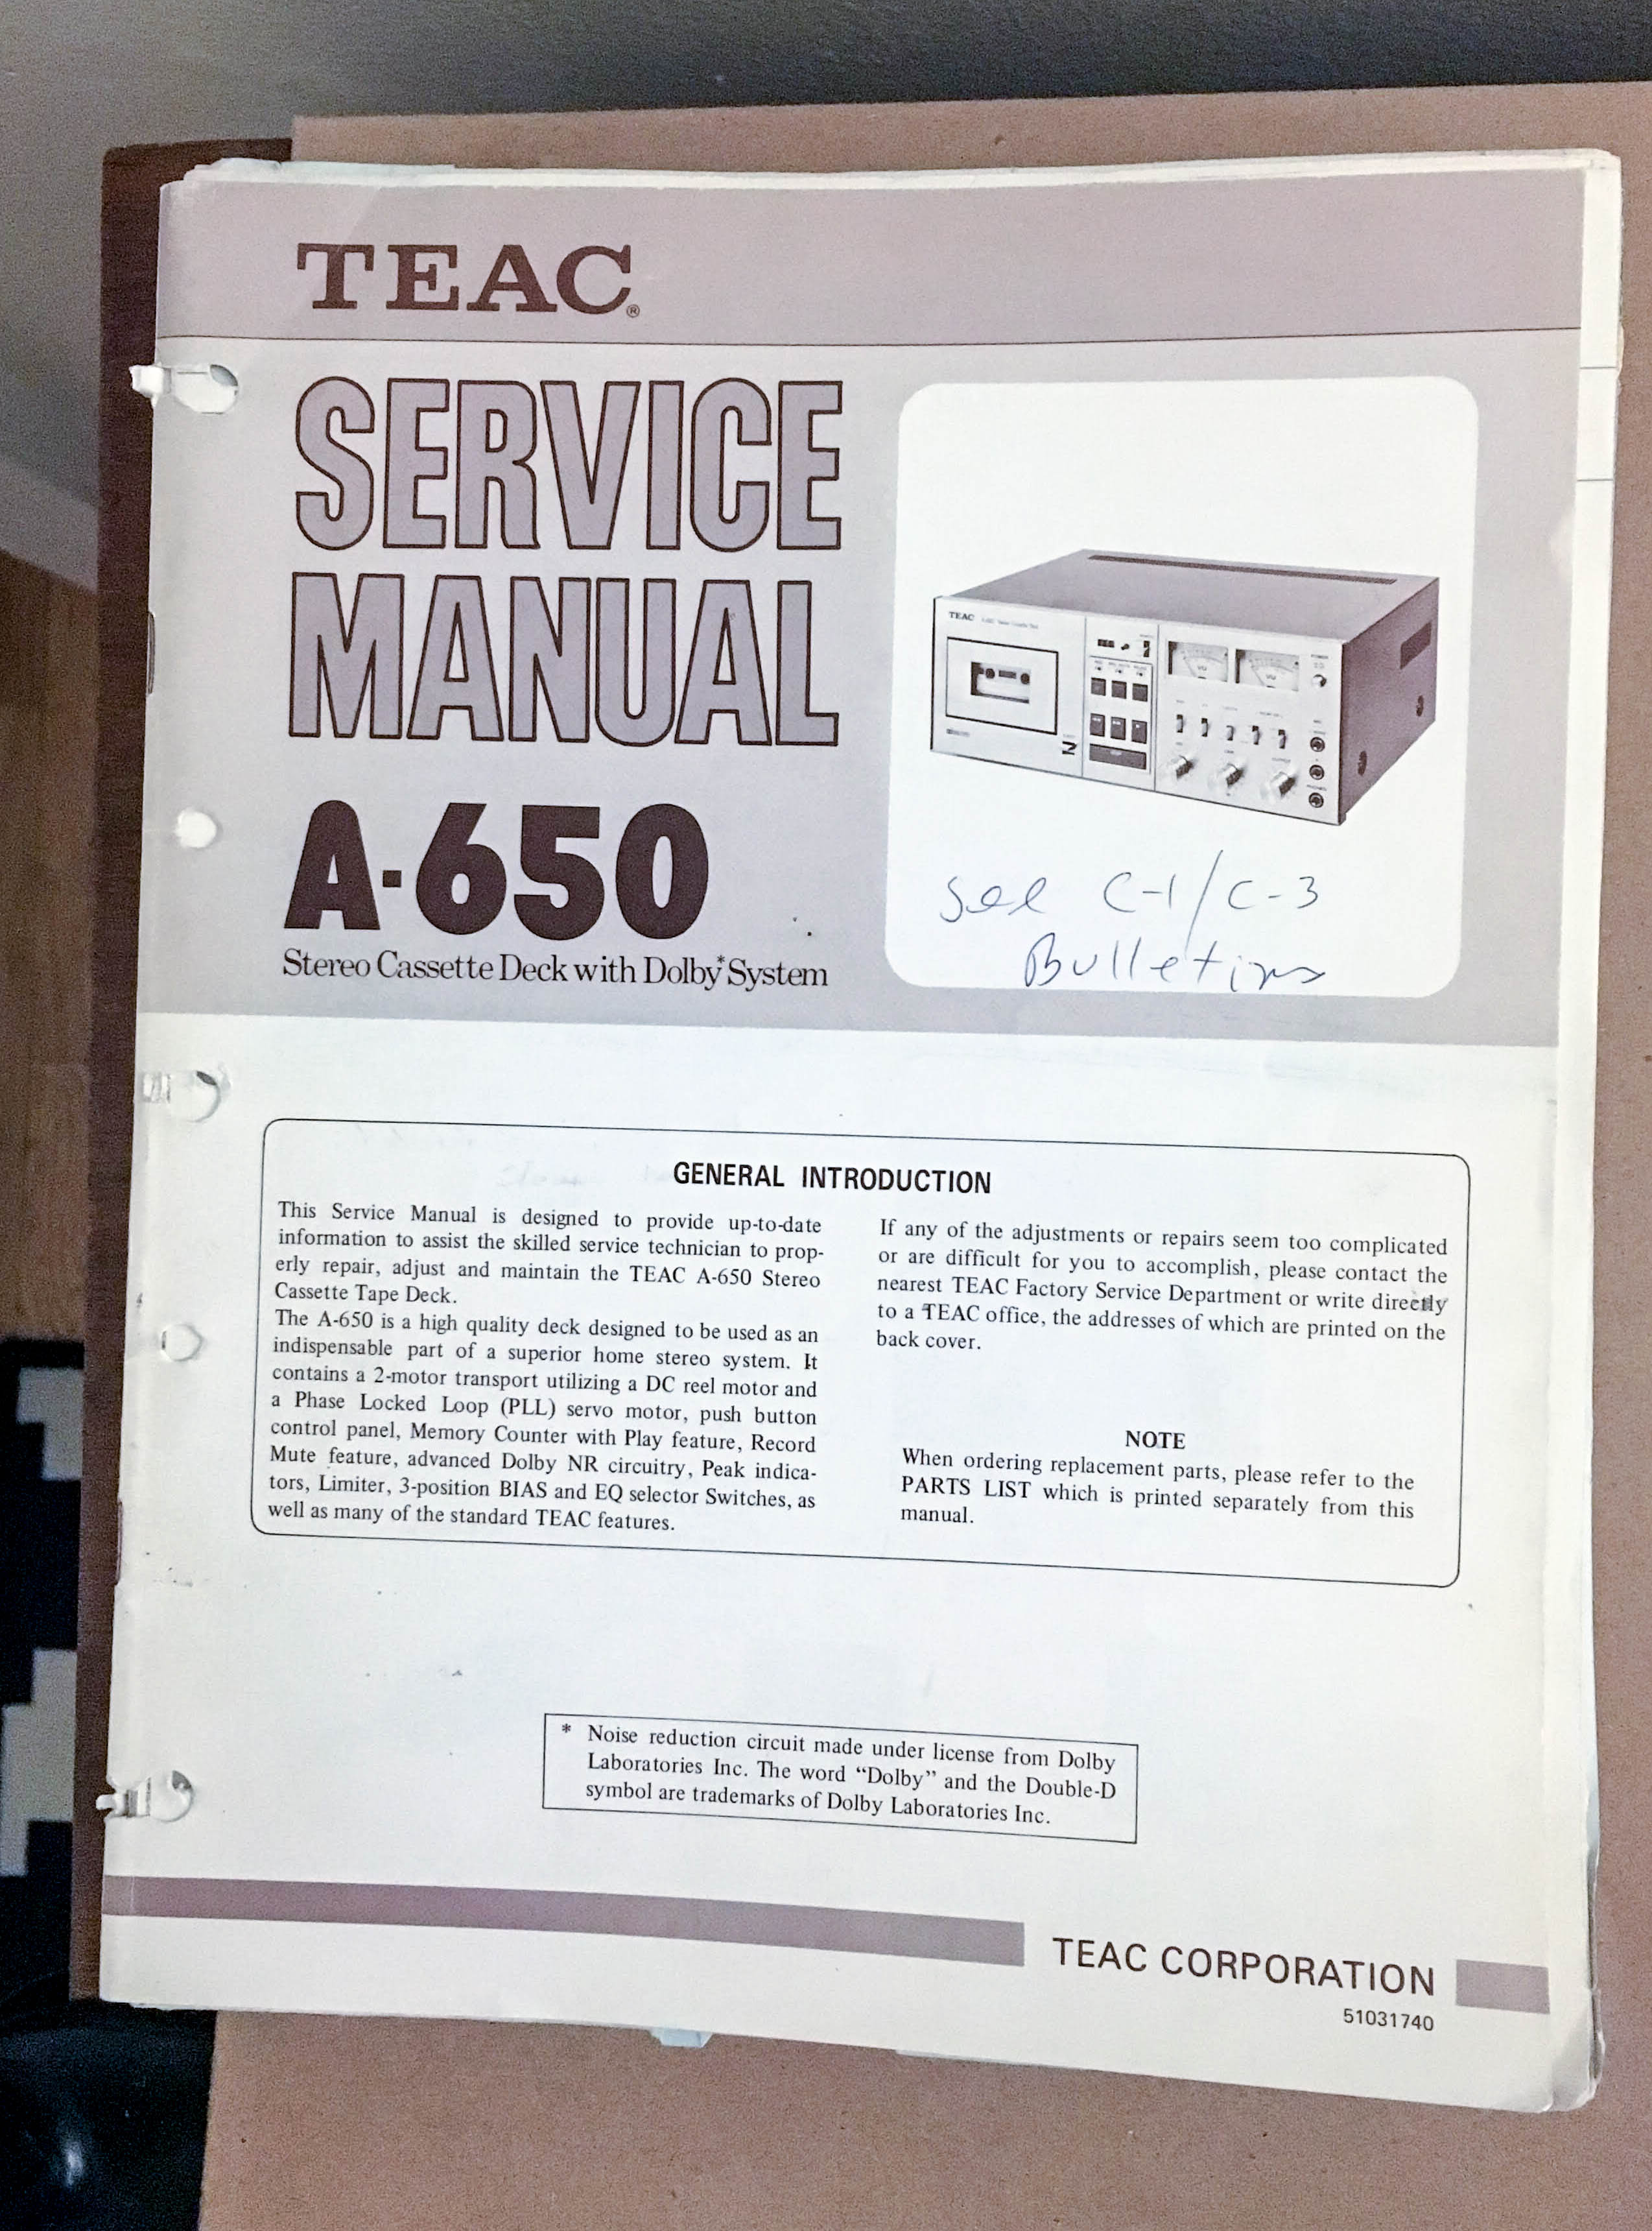 TEAC®
SERVICE
MANUAL
A-650
Stereo Cassette Deck with Dolby* System
TEAC
See C-1/C-3
Bulletins
GENERAL INTRODUCTION
This Service Manual is designed to provide up-to-date
information to assist the skilled service technician to prop-
erly repair, adjust and maintain the TEAC A-650 Stereo
Cassette Tape Deck.
The A-650 is a high quality deck designed to be used as an
indispensable part of a superior home stereo system. It
contains a 2-motor transport utilizing a DC reel motor and
a Phase Locked Loop (PLL) servo motor, push button
control panel, Memory Counter with Play feature, Record
Mute feature, advanced Dolby NR circuitry, Peak indica-
tors, Limiter, 3-position BIAS and EQ selector Switches, as
well as many of the standard TEAC features.
If any of the adjustments or repairs seem too complicated
or are difficult for you to accomplish, please contact the
nearest TEAC Factory Service Department or write directly
to a TEAC office, the addresses of which are printed on the
back cover.
NOTE
When ordering replacement parts, please refer to the
PARTS LIST which is printed separately from this
manual.
* Noise reduction circuit made under license from Dolby
Laboratories Inc. The word “Dolby” and the Double-D
symbol are trademarks of Dolby Laboratories Inc.
TEAC CORPORATION
51031740